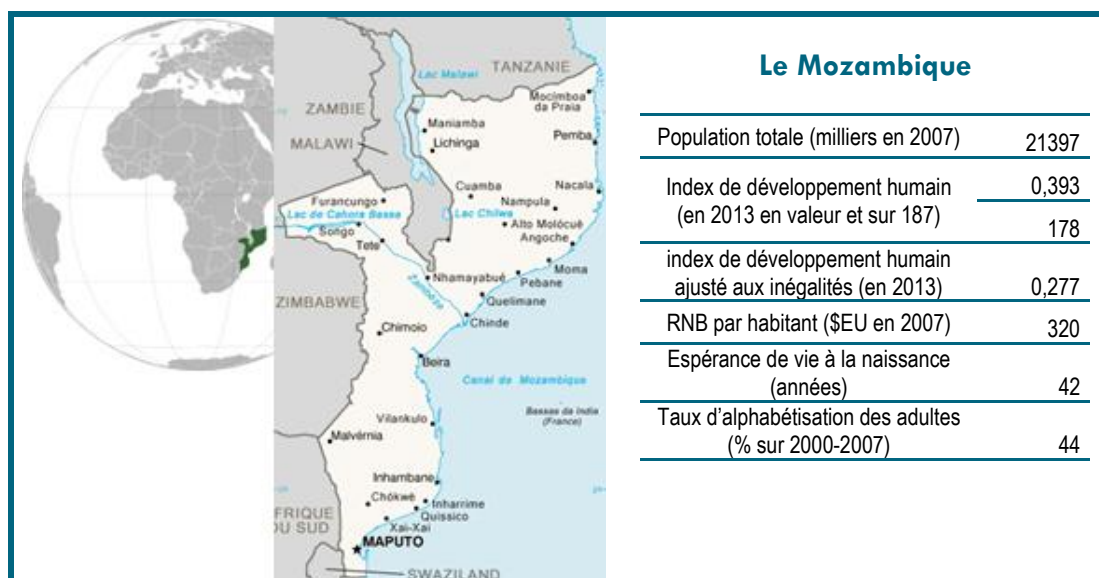 Le Mozambique
Population totale (milliers en 2007) 21397
Index de développement humain
(en 2013 en valeur et sur 187)
0,393
178
index de développement humain
ajusté aux inégalités (en 2013) 0,277
RNB par habitant ($EU en 2007) 320
Espérance de vie à la naissance
(années) 42
Taux d’alphabétisation des adultes
(% sur 2000-2007) 44
TANZANIE
Lac Malawi
Mocimboa
da Praia
ZAMBIE
Maniamba
Pemba
MALAWI
Lichinga
Cuamba
Nacala
Furancungo
Nampula
Lac de Cahora Bassa
Lac Chilwa
Alto Molócuè
Songo
Angoche
Tete
Moma
Nhamayabué
Pebane
Zambèze
ZIMBABWE
Quelimane
Chinde
Chimoio
Beira
Canal de Mozambique
Bassas da India
(France)
Vilankulo
Malvérnia
Inhambane
Chókwè
Inharrime
Quissico
FRIQUE
DU SUD
Xai-Xai
MAPUTO
SWAZILAND